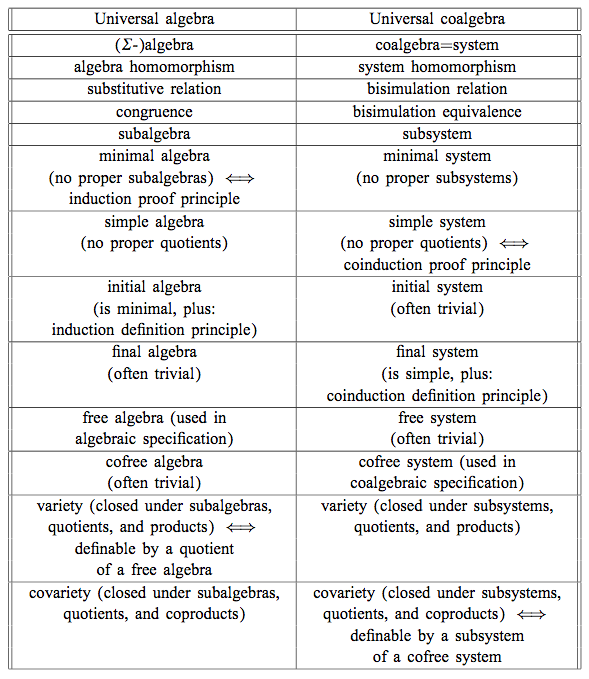 Universal algebra
Universal coalgebra
(Σ-)algebra
coalgebra=system
algebra homomorphism
system homomorphism
substitutive relation
bisimulation relation
congruence
bisimulation equivalence
subalgebra
subsystem
minimal algebra
(no proper subalgebras) ⟺
induction proof principle
minimal system
(no proper subsystems)
simple algebra
(no proper quotients)
simple system
(no proper quotients) ⟺
coinduction proof principle
initial algebra
(is minimal, plus:
induction definition principle)
initial system
(often trivial)
final algebra
(often trivial)
final system
(is simple, plus:
coinduction definition principle)
free algebra (used in
algebraic specification)
free system
(often trivial)
cofree algebra
(often trivial)
cofree system (used in
coalgebraic specification)
variety (closed under subalgebras,
quotients, and products) ⟺
definable by a quotient
of a free algebra
variety (closed under subsystems,
quotients, and products)
covariety (closed under subalgebras,
quotients, and coproducts)
covariety (closed under subsystems,
quotients, and coproducts) ⟺
definable by a subsystem
of a cofree system